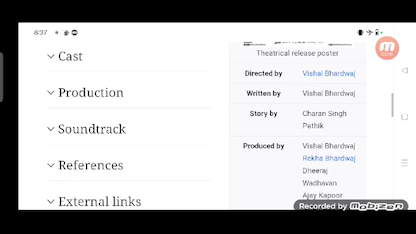 8:37
Cast
Production
Soundtrack
References
External links
Theatrical release poster
Directed by Vishal Bhardwaj
Written by Vishal Bhardwaj
Story by Charan Singh
Pathik
Produced by Vishal Bhardwaj
Rekha Bhardwaj
Dheeraj
Wadhavan
Ajay Kapoor
Recorded by Mobizen